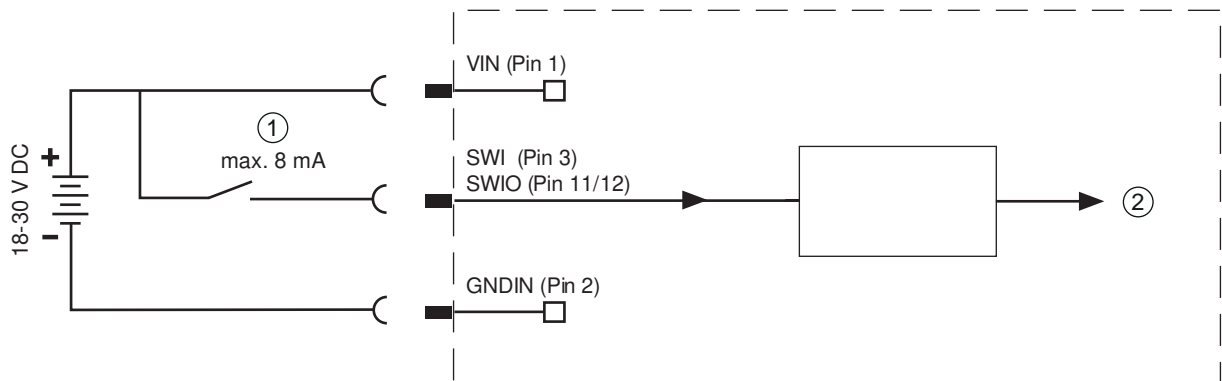 VIN (Pin 1)
①
max. 8 mA
SWI (Pin 3)
SWIO (Pin 11/12)
+
18-30 V DC
-
②
GNDIN (Pin 2)